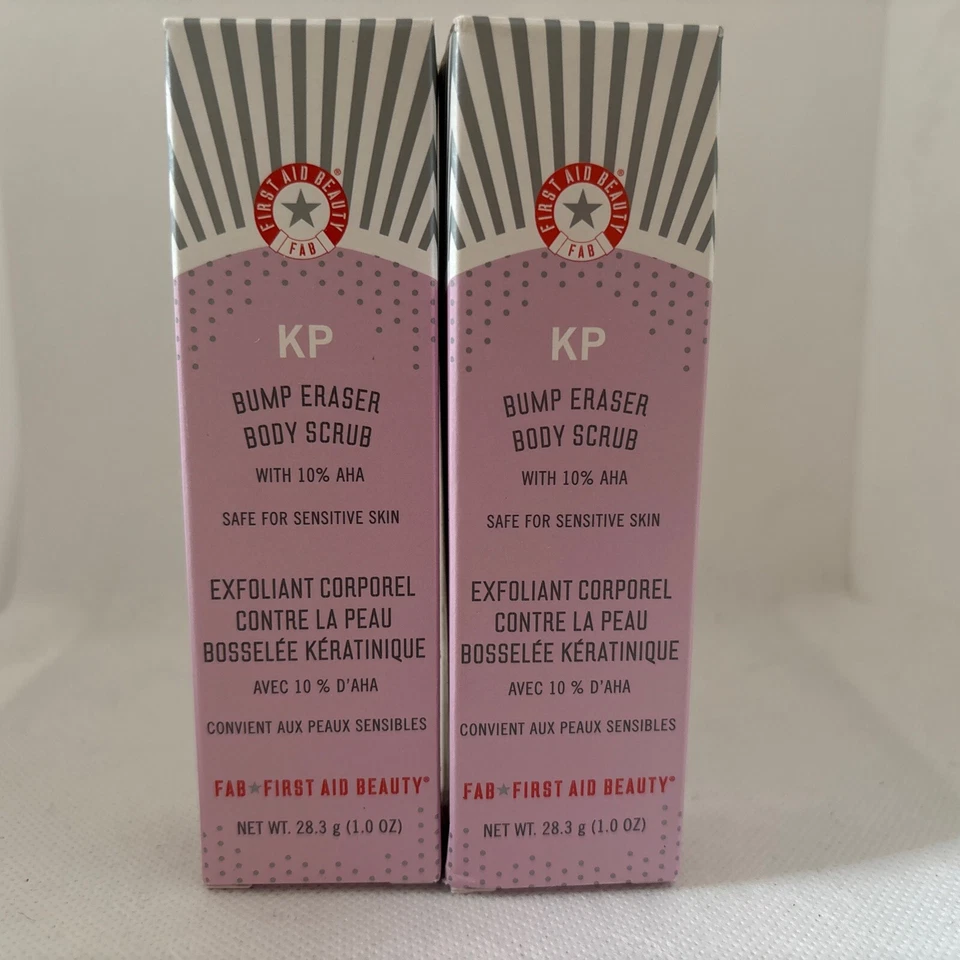 FIRST AID BEAUTY®
FAB
KP
BUMP ERASER
BODY SCRUB
WITH 10% AHA
SAFE FOR SENSITIVE SKIN
EXFOLIANT CORPOREL
CONTRE LA PEAU
BOSSELÉE KÉRATINIQUE
AVEC 10 % D'AHA
CONVIENT AUX PEAUX SENSIBLES
FAB★FIRST AID BEAUTY®
NET WT. 28.3 g (1.0 OZ)
FIRST AID BEAUTY®
FAB
KP
BUMP ERASER
BODY SCRUB
WITH 10% AHA
SAFE FOR SENSITIVE SKIN
EXFOLIANT CORPOREL
CONTRE LA PEAU
BOSSELÉE KÉRATINIQUE
AVEC 10 % D'AHA
CONVIENT AUX PEAUX SENSIBLES
FAB★FIRST AID BEAUTY®
NET WT. 28.3 g (1.0 OZ)